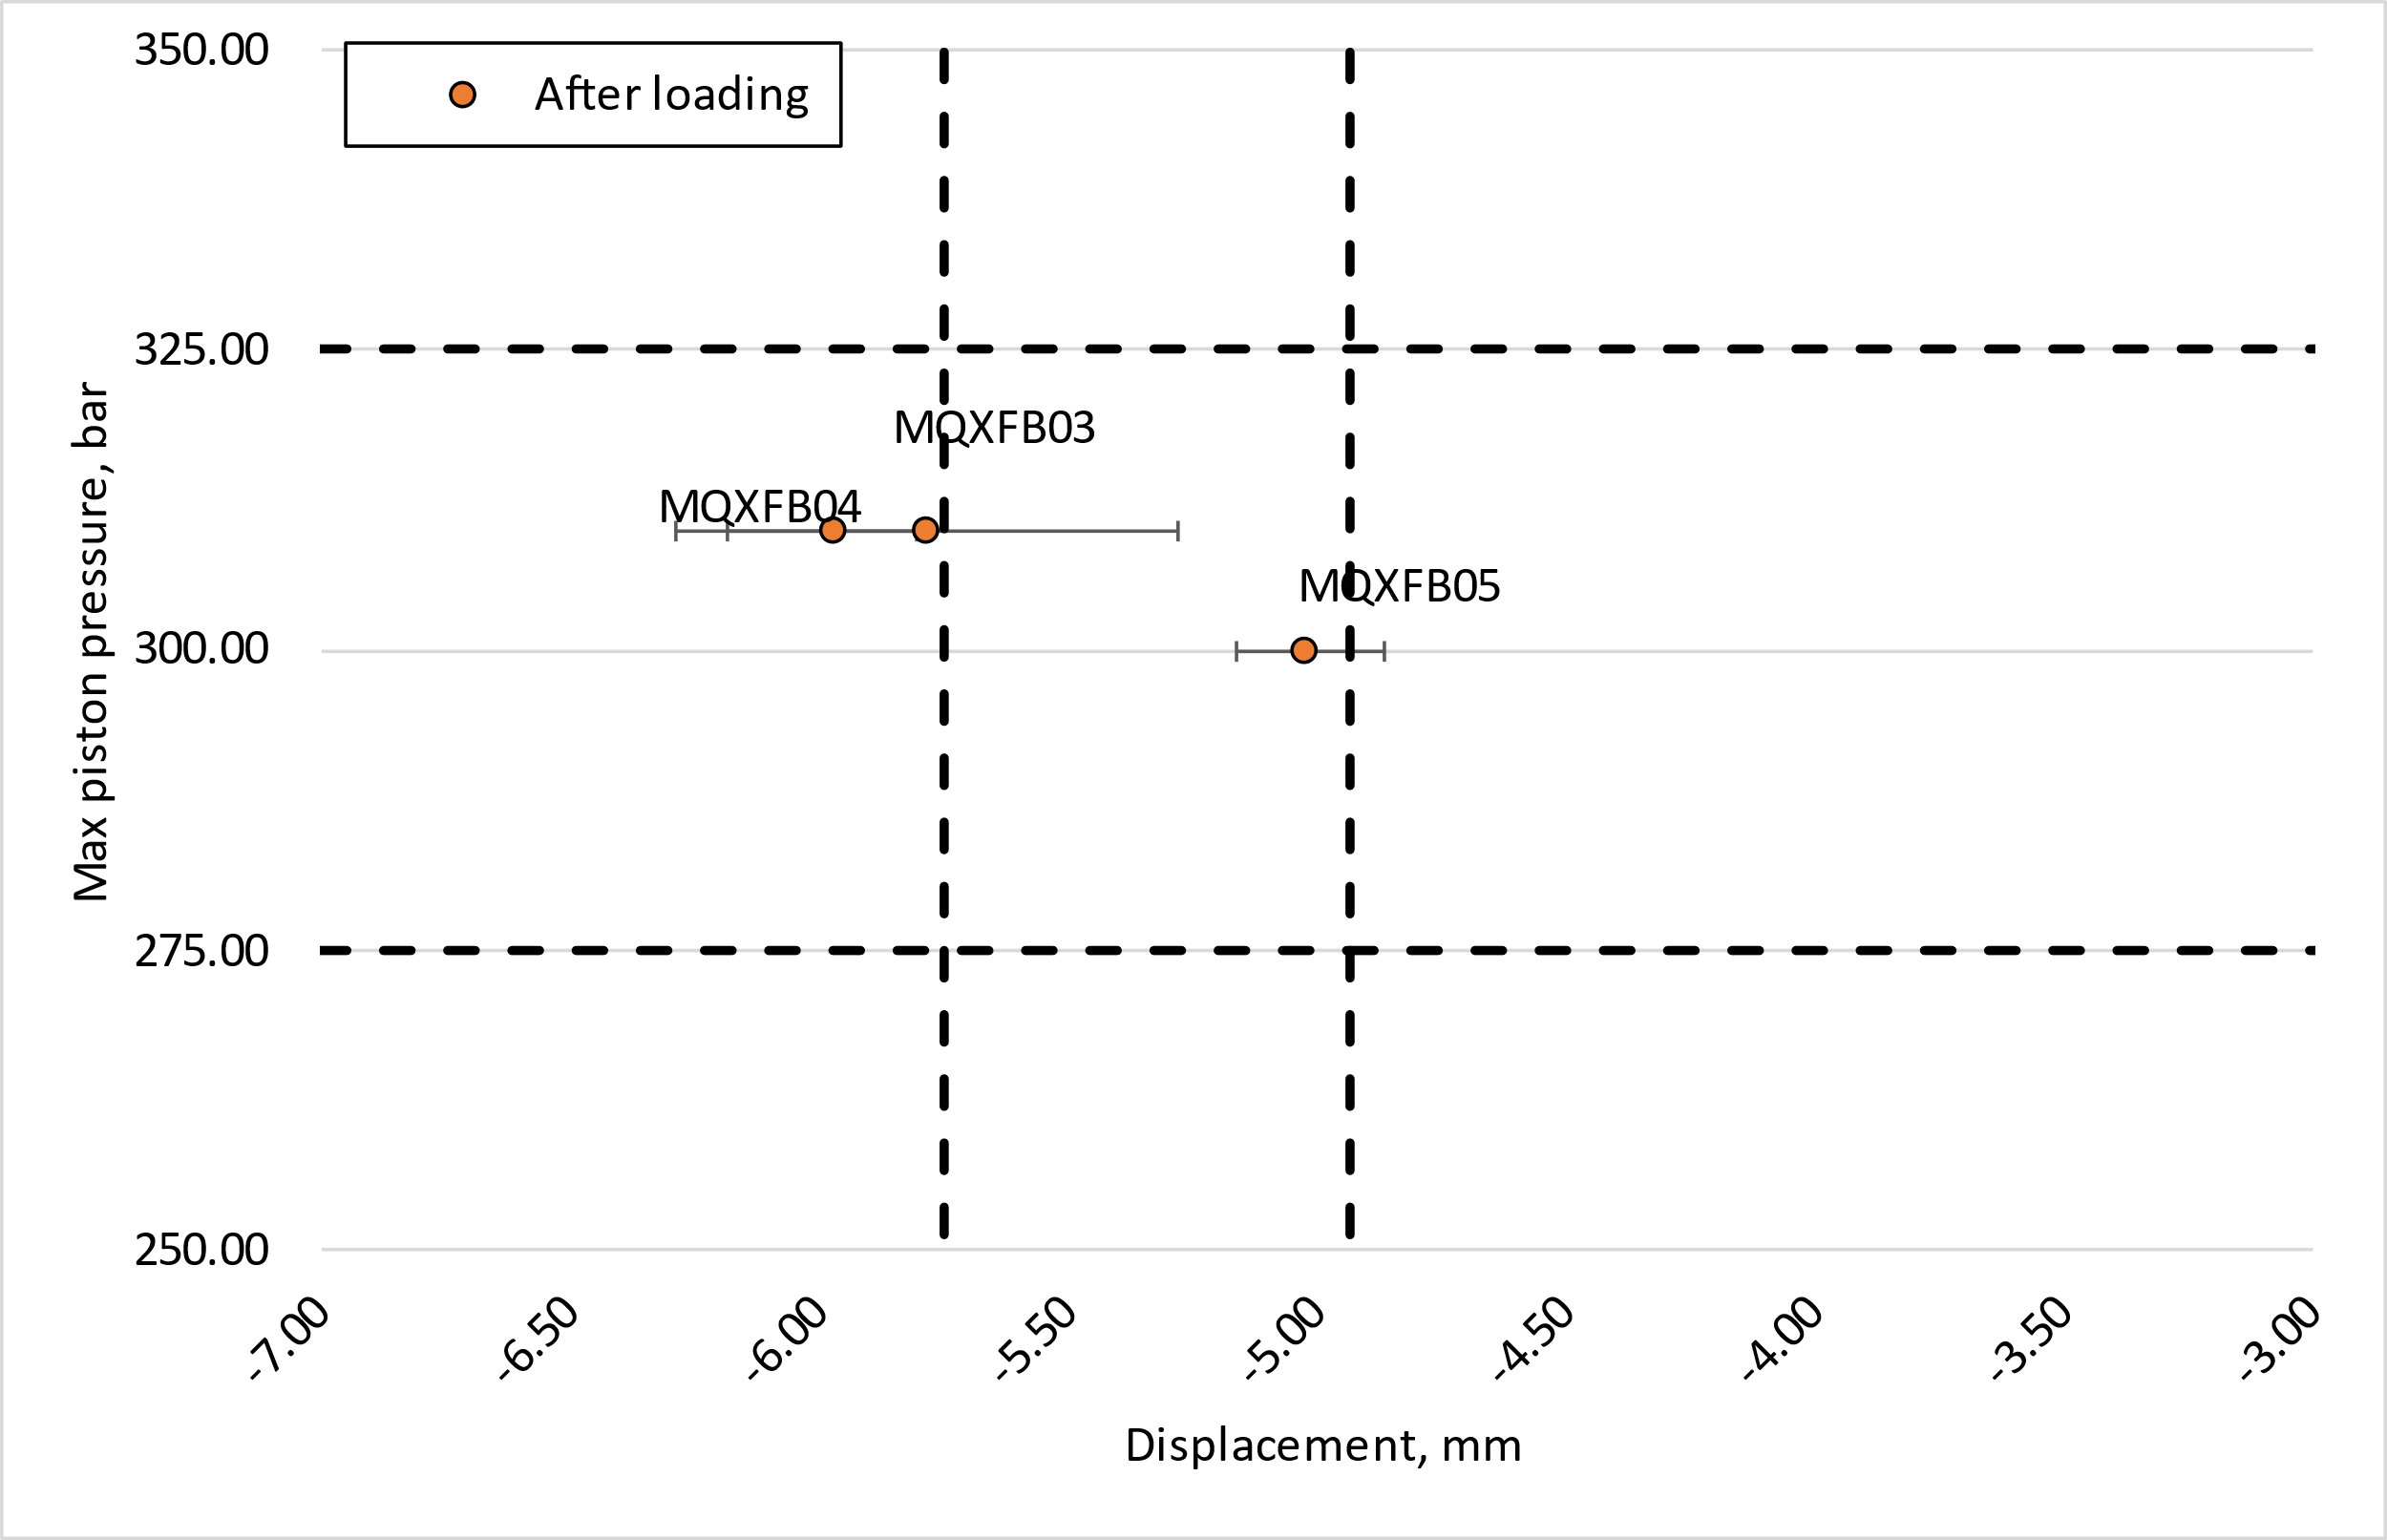 350.00
After loading
325.00
MQXFB03
MQXFB04
MQXFB05
300.00
275.00
250.00
Max piston pressure, bar
-7.00
-6.50
-6.00
-5.50
-5.00
-4.50
-4.00
-3.50
-3.00
Displacement, mm